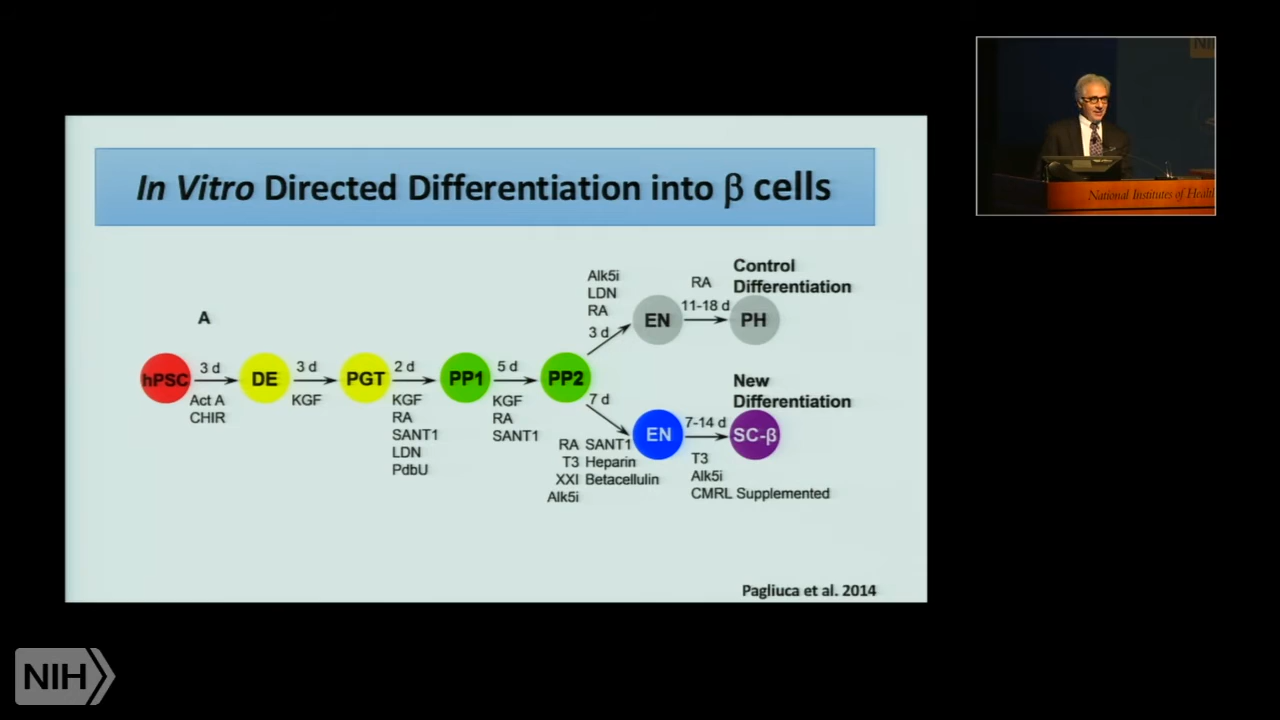 In Vitro Directed Differentiation into β cells
A
hPSC
3 d
Act A
CHIR
DE
3 d
KGF
PGT
2 d
KGF
RA
SANT1
LDN
PdbU
PP1
5 d
KGF
RA
SANT1
PP2
Alk5i
LDN
RA
3 d
EN
RA
11-18 d
Control
Differentiation
PH
7 d
RA SANT1
T3 Heparin
XXI Betacellulin
Alk5i
EN
7-14 d
T3
Alk5i
CMRL Supplemented
New
Differentiation
SC-β
Pagliuca et al. 2014
National Institutes of Health
NIH